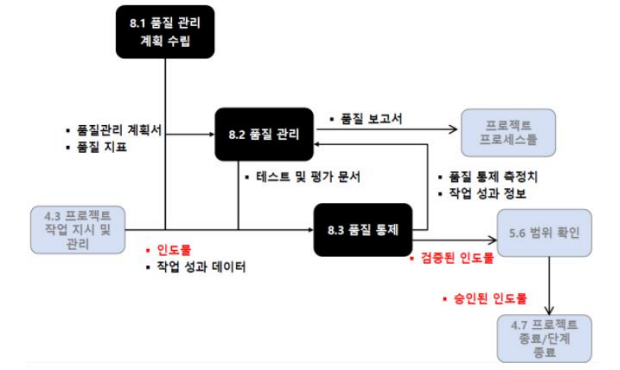 8.1 품질 관리
계획 수립
▪ 품질관리 계획서
▪ 품질 지표
8.2 품질 관리
▪ 품질 보고서
프로젝트
프로세스들
▪ 테스트 및 평가 문서
▪ 품질 통제 측정치
▪ 작업 성과 정보
4.3 프로젝트
작업 지시 및
관리
▪ 인도물
▪ 작업 성과 데이터
8.3 품질 통제
▪ 검증된 인도물
5.6 범위 확인
▪ 승인된 인도물
4.7 프로젝트
종료/단계
종료